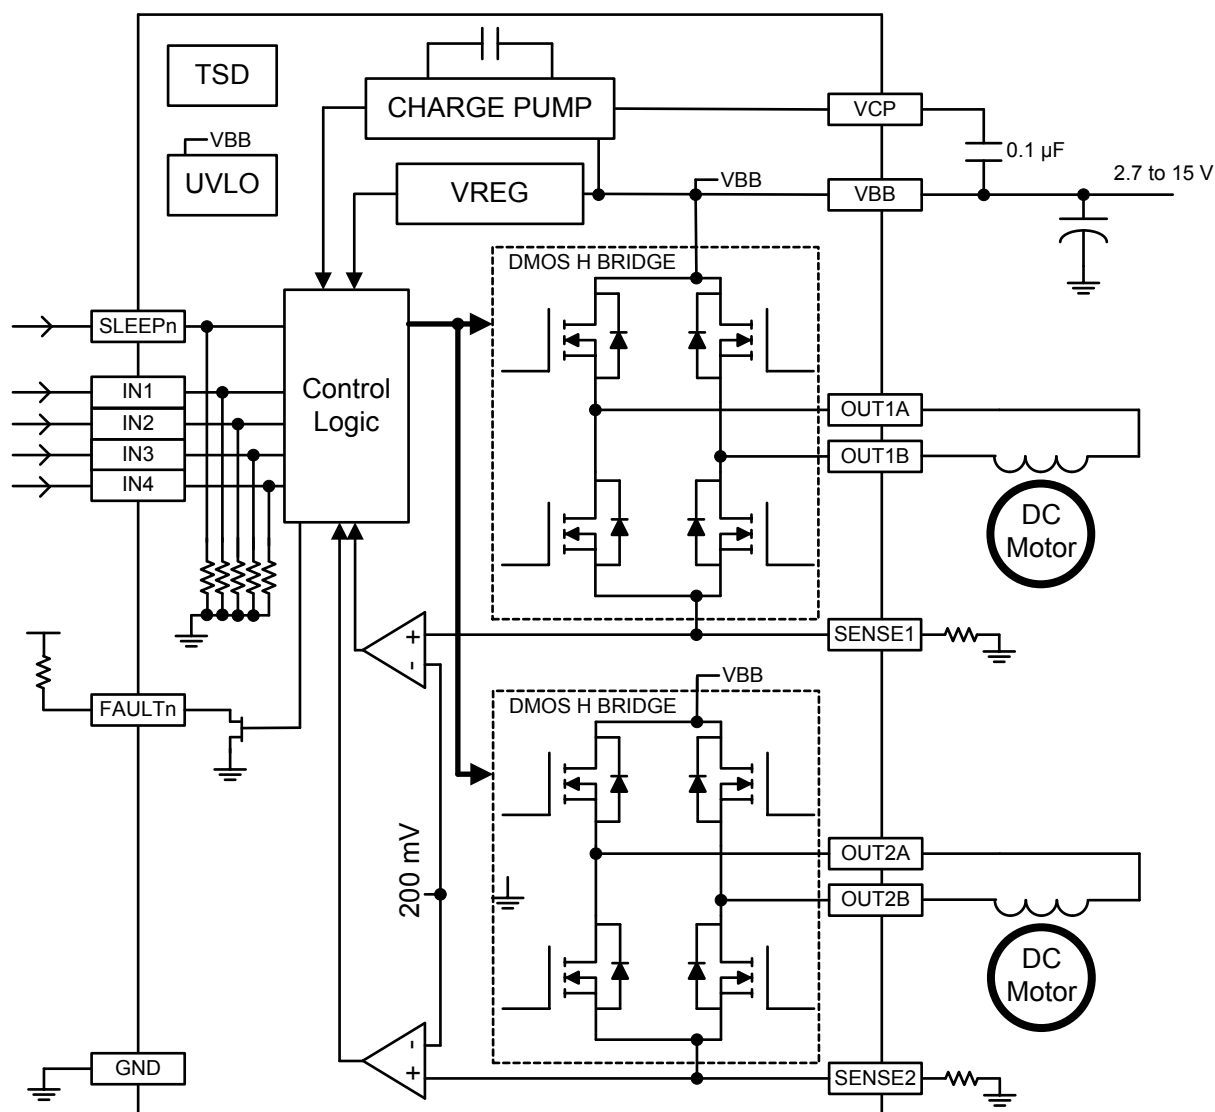 TSD
CHARGE PUMP
VCP
0.1 µF
VBB
UVLO
VREG
VBB
VBB
2.7 to 15 V
DMOS H BRIDGE
SLEEPn
IN1
IN2
IN3
IN4
Control
Logic
OUT1A
OUT1B
DC
Motor
+
-
SENSE1
FAULTn
VBB
DMOS H BRIDGE
200 mV
OUT2A
OUT2B
DC
Motor
-
+
GND
SENSE2